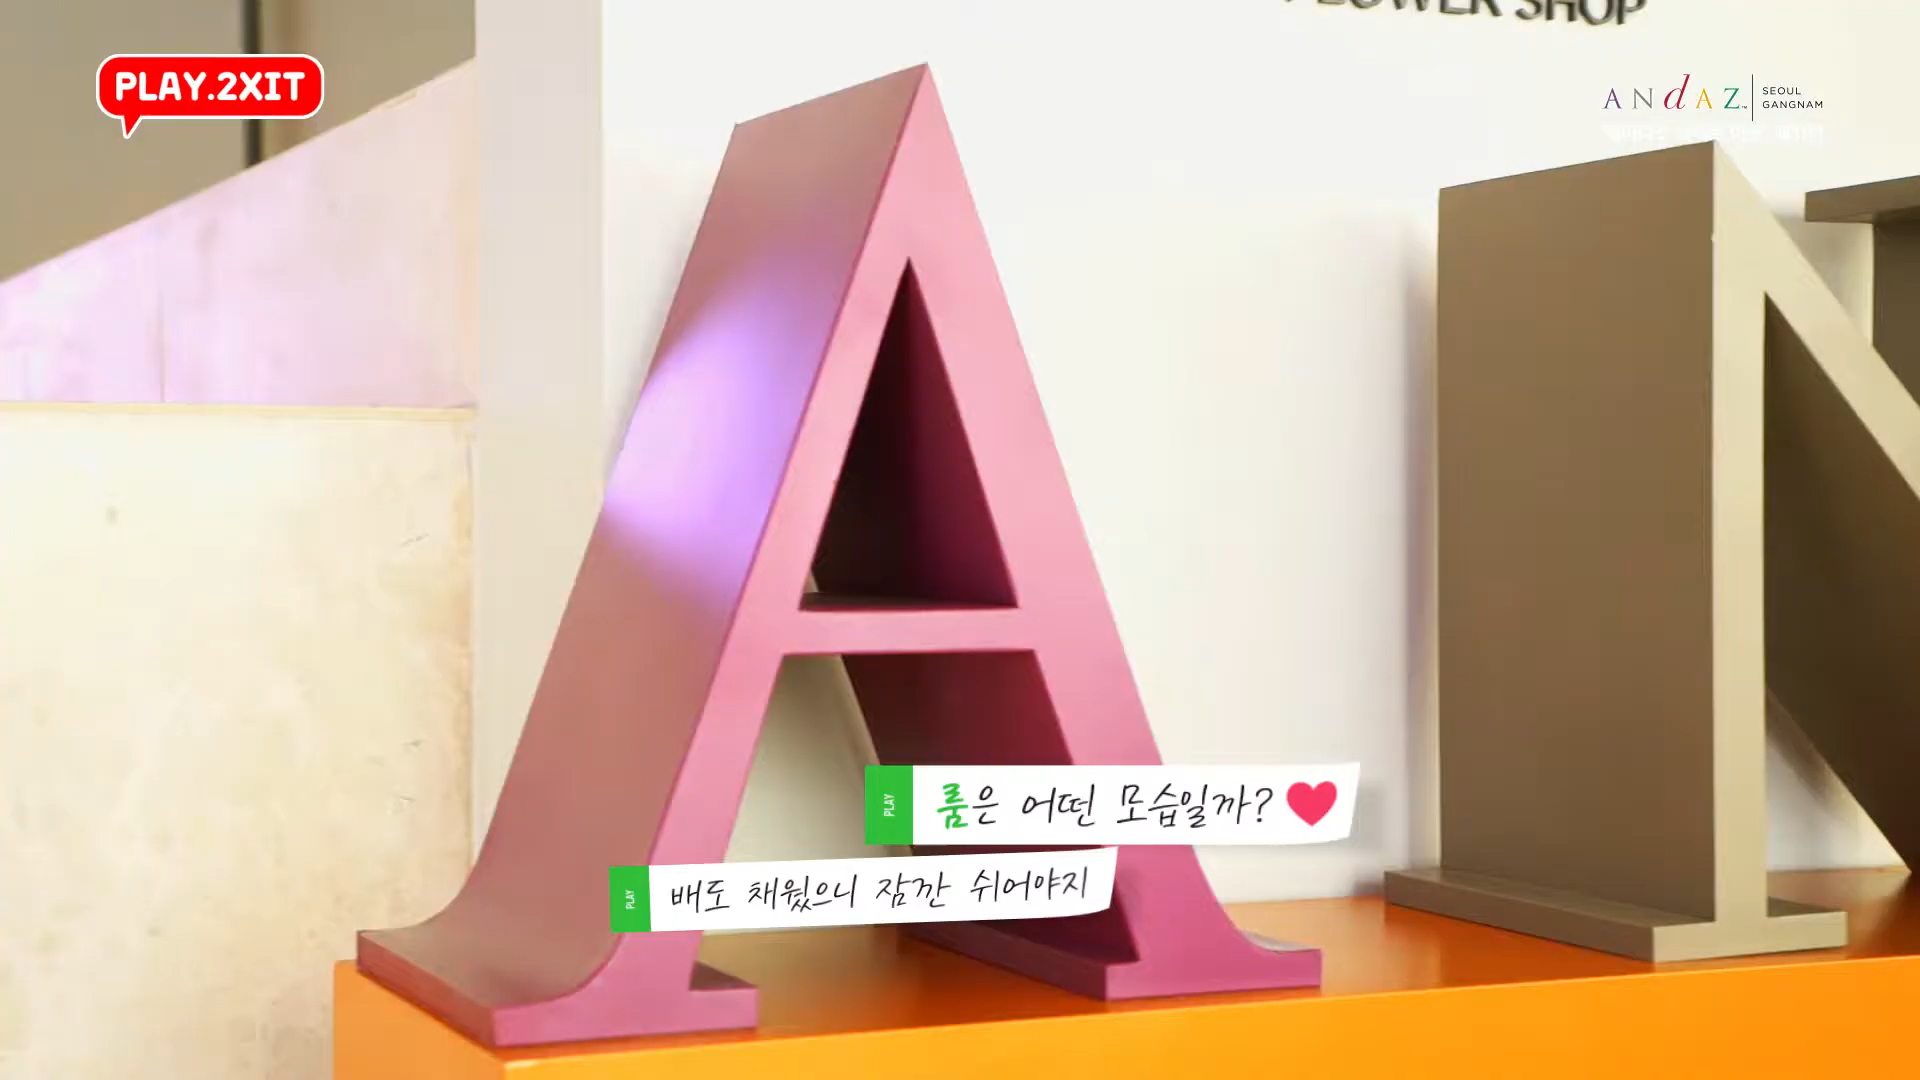 FLOWER SHOP
PLAY.2XIT
ANdAZ
SEOUL
GANGNAM
A N
PLAY
룸은 어떤 모습일까?
PLAY
배도 채웠으니 잠깐 쉬어야지